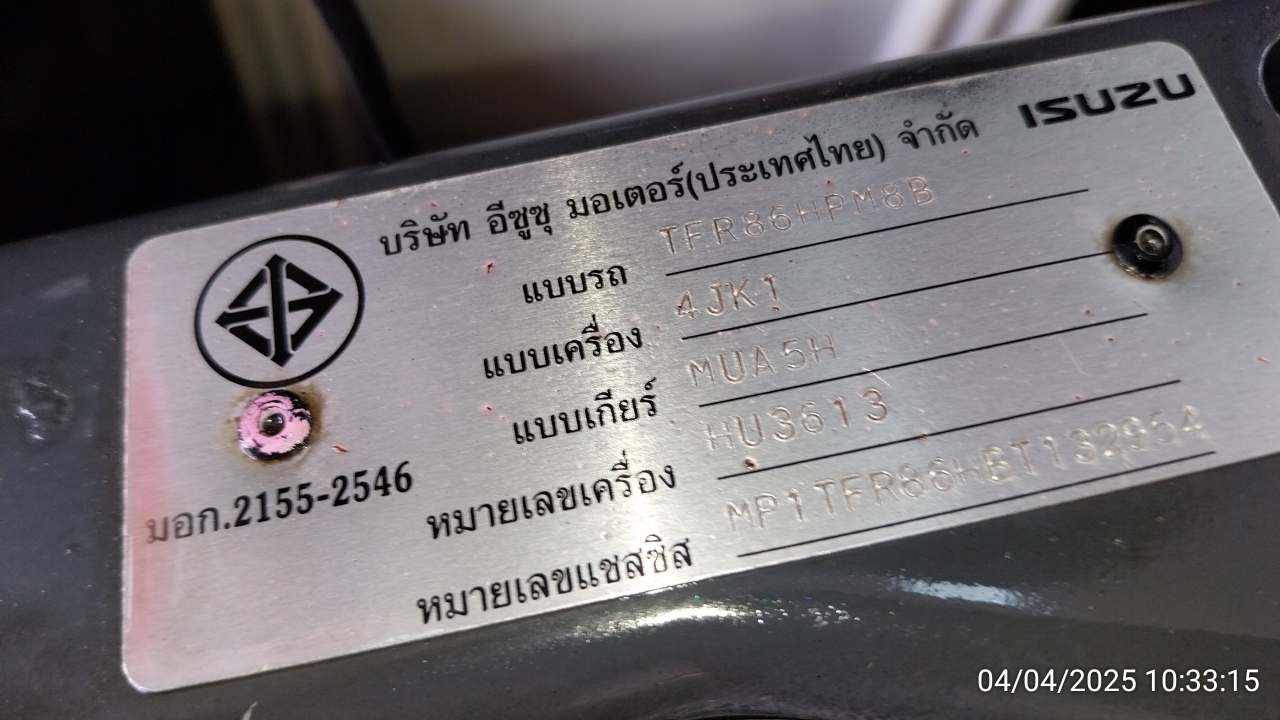 ISUZU
บริษัท อีซูซุ มอเตอร์(ประเทศไทย) จำกัด
แบบรถ TFR86HPM8B
แบบเครื่อง 4JK1
แบบเกียร์ MUA5H
หมายเลขเครื่อง HU3613
หมายเลขแชสซิส MP1TFR86HBT132954
มอก.2155-2546
04/04/2025 10:33:15